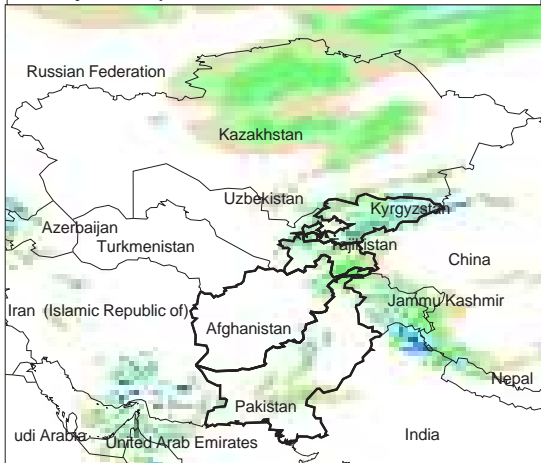 Russian Federation
Kazakhstan
Uzbekistan
Kyrgyzstan
Azerbaijan
Turkmenistan
Tajikistan
China
Iran (Islamic Republic of)
Jammu Kashmir
Afghanistan
Nepal
Pakistan
udi Arabia
United Arab Emirates
India